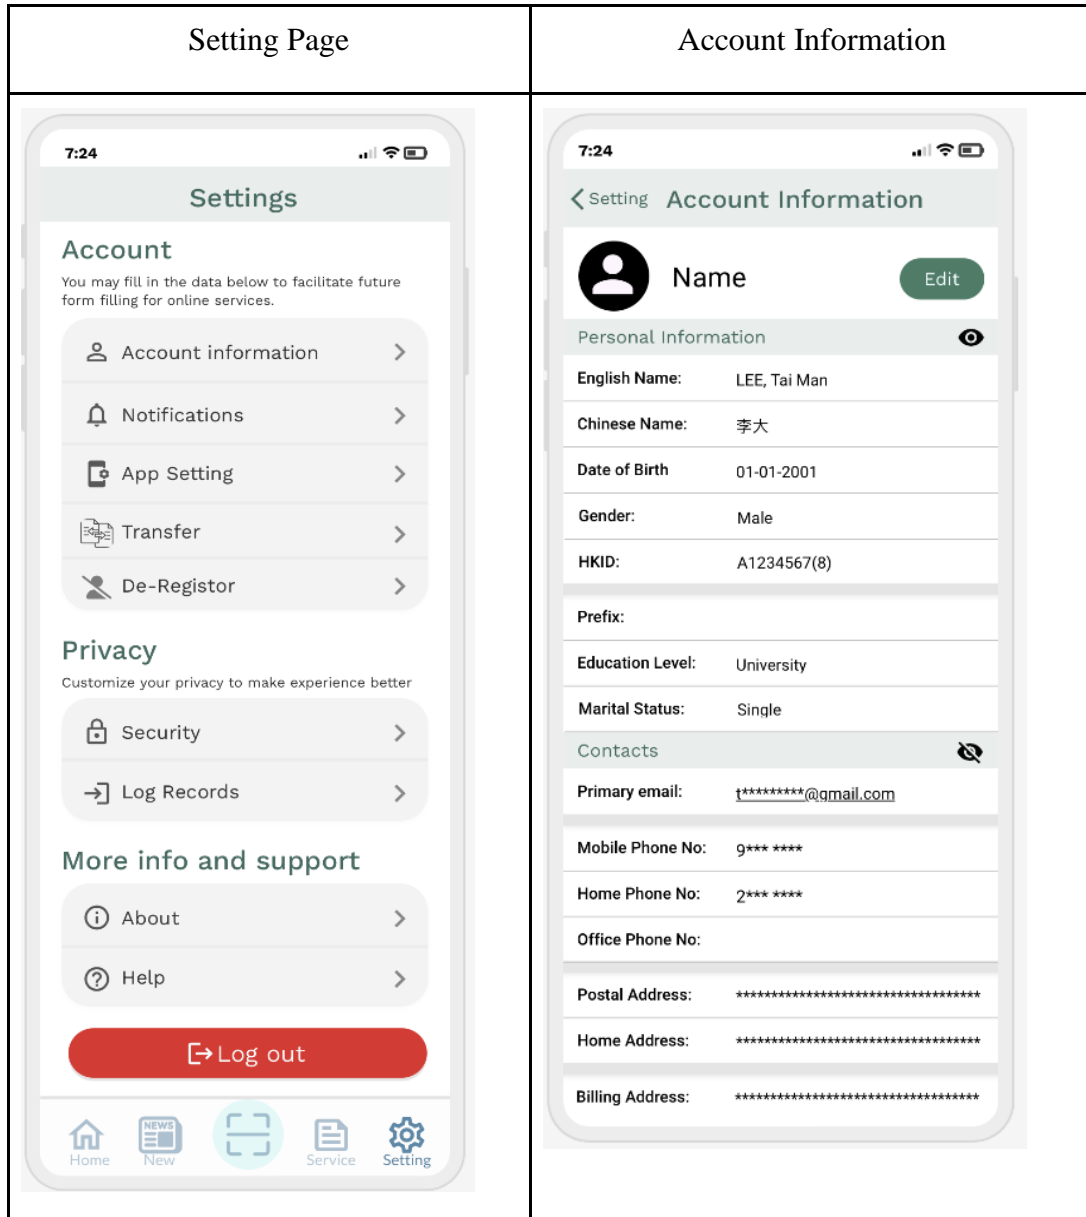 Setting Page
Account Information
7:24
Settings
Account
You may fill in the data below to facilitate future
form filling for online services.
Account information
Notifications
App Setting
Transfer
De-Registor
Privacy
Customize your privacy to make experience better
Security
Log Records
More info and support
About
Help
Log out
Home
NEWS
New
Service
Setting
7:24
Setting Account Information
Name
Edit
Personal Information
English Name: LEE, Tai Man
Chinese Name: 李大
Date of Birth 01-01-2001
Gender: Male
HKID: A1234567(8)
Prefix:
Education Level: University
Marital Status: Single
Contacts
Primary email: t*********@gmail.com
Mobile Phone No: 9*** ****
Home Phone No: 2*** ****
Office Phone No:
Postal Address: ***********************************
Home Address: ***********************************
Billing Address: ***********************************